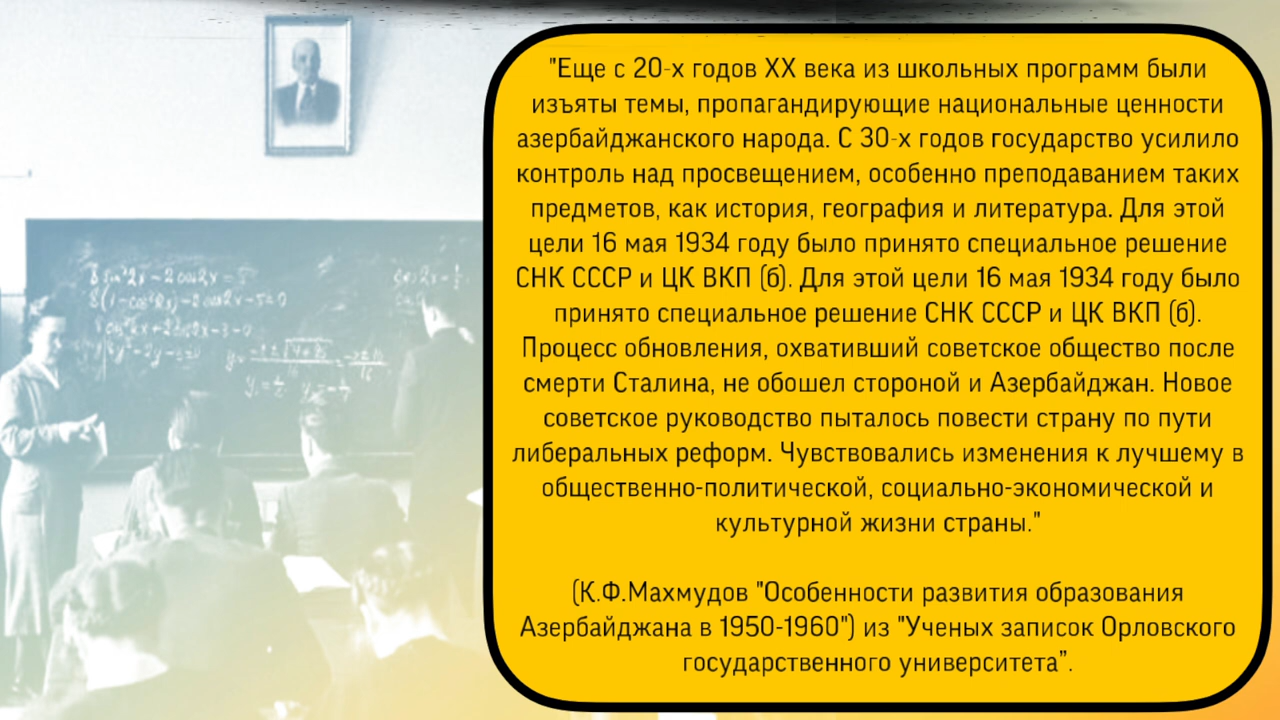 "Еще с 20-х годов XX века из школьных программ были
изъяты темы, пропагандирующие национальные ценности
азербайджанского народа. С 30-х годов государство усилило
контроль над просвещением, особенно преподаванием таких
предметов, как история, география и литература. Для этой
цели 16 мая 1934 году было принято специальное решение
СНК СССР и ЦК ВКП (б). Для этой цели 16 мая 1934 году было
принято специальное решение СНК СССР и ЦК ВКП (б).
Процесс обновления, охвативший советское общество после
смерти Сталина, не обошел стороной и Азербайджан. Новое
советское руководство пыталось повести страну по пути
либеральных реформ. Чувствовались изменения к лучшему в
общественно-политической, социально-экономической и
культурной жизни страны."
(К.Ф.Махмудов "Особенности развития образования
Азербайджана в 1950-1960") из "Ученых записок Орловского
государственного университета”.